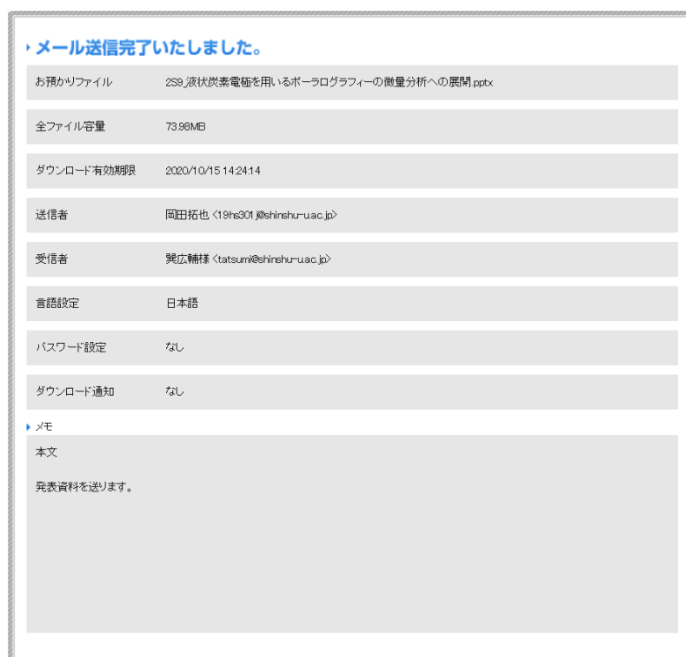 メール送信完了いたしました。
お預かりファイル 2S9_液状炭素電極を用いるポーラログラフィーの微量分析への展開.pptx
全ファイル容量 73.98MB
ダウンロード有効期限 2020/10/15 14:24:14
送信者 岡田拓也 <19hs301j@shinshu-u.ac.jp>
受信者 巽広輔様 <tatsumi@shinshu-u.ac.jp>
言語設定 日本語
パスワード設定 なし
ダウンロード通知 なし
メモ
本文
発表資料を送ります。